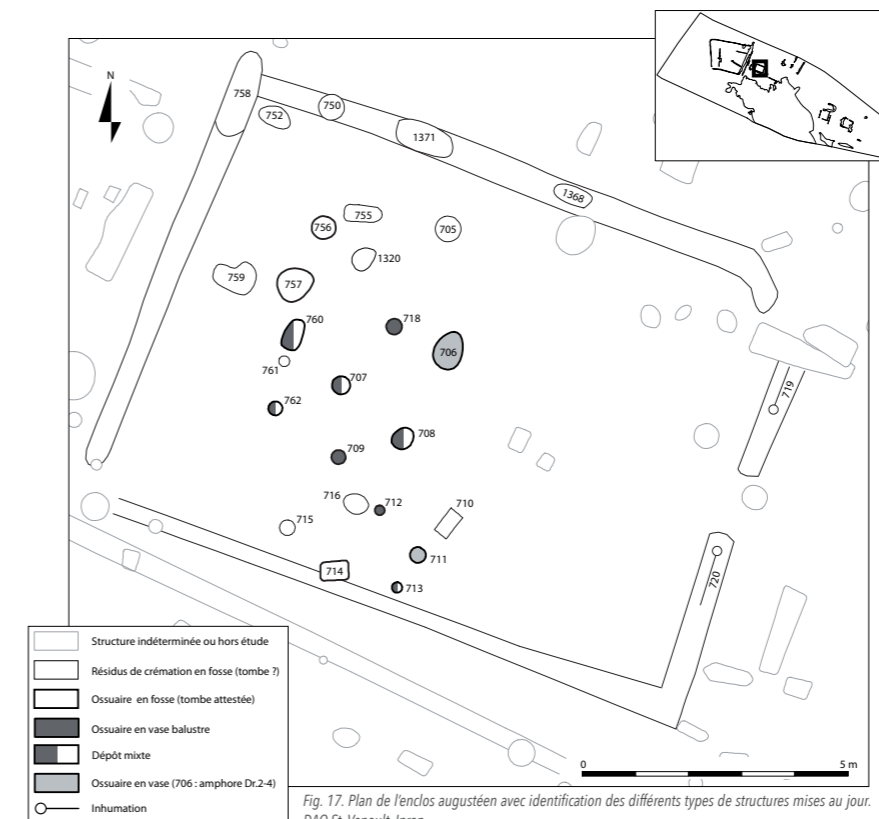 N
758
752
750
1371
1368
756
755
705
1320
759
757
760
718
706
761
707
762
708
709
719
716
712
710
715
711
714
713
720
Structure indéterminée ou hors étude
Résidus de crémation en fosse (tombe ?)
Ossuaire en fosse (tombe attestée)
Ossuaire en vase balustre
Dépôt mixte
Ossuaire en vase (706 : amphore Dr.2-4)
Inhumation
0 5 m
Fig. 17. Plan de l'enclos augustéen avec identification des différents types de structures mises au jour.